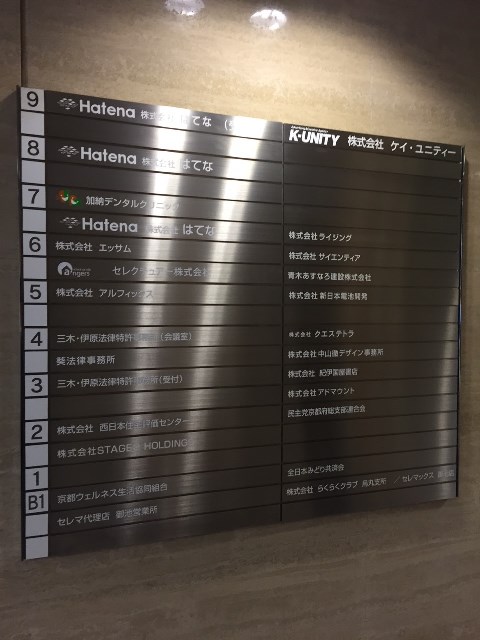 9
Hatena 株式会社 はてな
K-UNITY 株式会社 ケイ・ユニティー
8
Hatena 株式会社 はてな
7
加納デンタルクリニック
Hatena 株式会社 はてな
株式会社 ライジング
6
株式会社 エッサム
株式会社 サイエンティア
angers
セレクチュアー株式会社
青木あすなろ建設株式会社
5
株式会社 アルフィックス
株式会社 新日本電池開発
4
三木・伊原法律特許事務所(会議室)
株式会社 クエステトラ
葵法律事務所
株式会社 中山徹デザイン事務所
3
三木・伊原法律特許事務所(受付)
株式会社 紀伊國屋書店
株式会社 アドマウント
2
株式会社 西日本住宅評価センター
民主党京都府総支部連合会
株式会社STAGE HOLDING
1
全日本みどり共済会
B1
京都ウェルネス生活協同組合
株式会社 らくらくクラブ 烏丸支所 / セレマックス
セレマ代理店 御池営業所